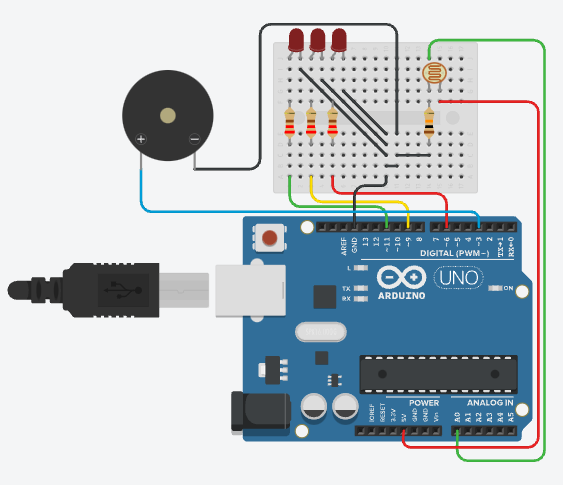 +
−
AREF GND 13 12 ~11 ~10 ~9 8 7 ~6 ~5 4 ~3 2 TX→1 RX←0
DIGITAL (PWM~)
L
TX
RX
UNO
ON
ARDUINO
POWER
ANALOG IN
IOREF RESET 3.3V 5V GND GND Vin A0 A1 A2 A3 A4 A5